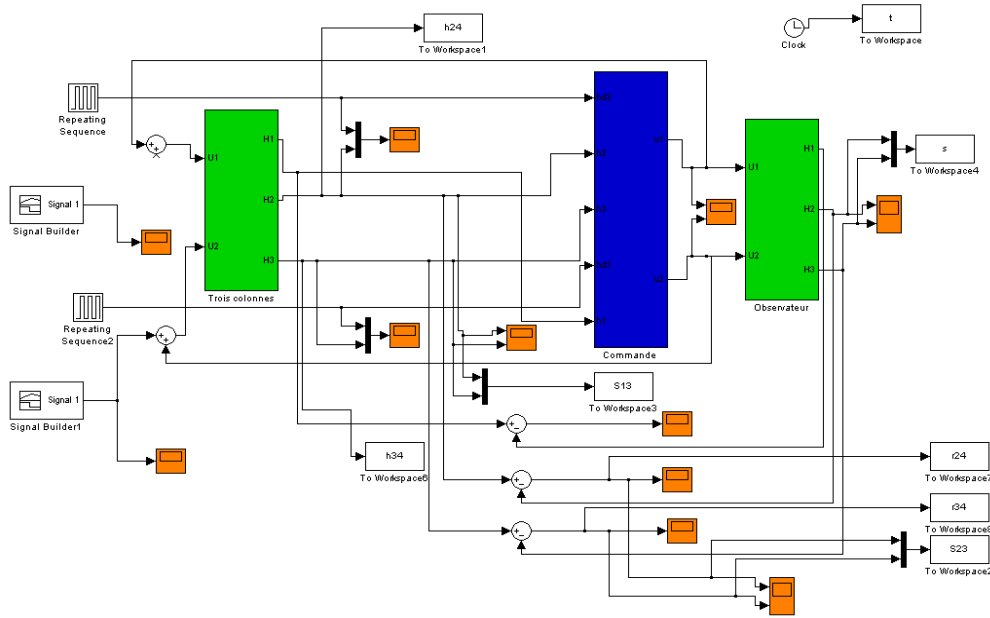 h24
To Workspace1
t
To Workspace
Clock
Repeating
Sequence
U1
U2
H1
H2
H3
Trois colonnes
Commande
U1
U2
H1
H2
H3
Observateur
s
To Workspace4
Signal 1
Signal Builder
Repeating
Sequence2
Signal 1
Signal Builder1
S13
To Workspace3
h34
To Workspace6
r24
To Workspace7
r34
To Workspace8
S23
To Workspace2